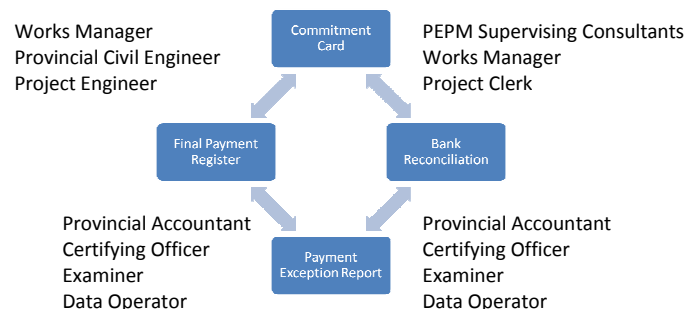 Works Manager
Provincial Civil Engineer
Project Engineer
Commitment
Card
PEPM Supervising Consultants
Works Manager
Project Clerk
Final Payment
Register
Bank
Reconciliation
Provincial Accountant
Certifying Officer
Examiner
Data Operator
Payment
Exception Report
Provincial Accountant
Certifying Officer
Examiner
Data Operator